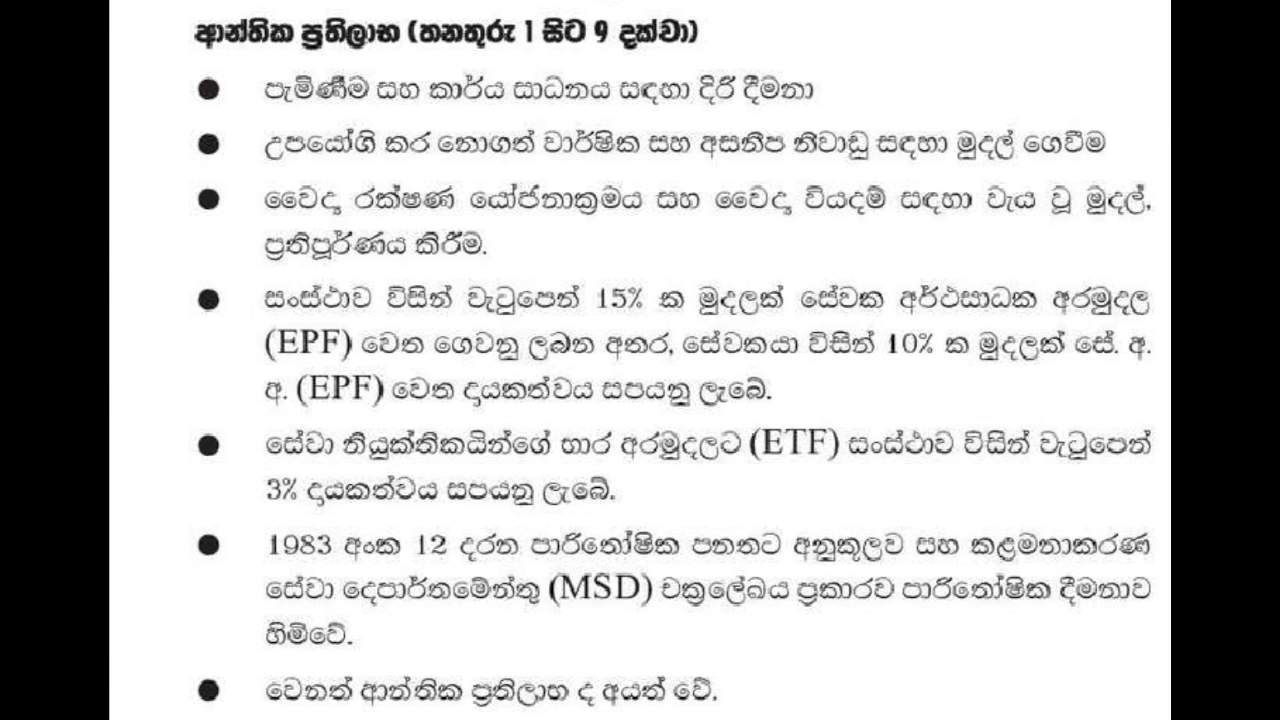 ආන්තික ප්‍රතිලාභ (තනතුරු 1 සිට 9 දක්වා)
● පැමිණීම සහ කාර්ය සාධනය සඳහා දිරි දීමනා
● උපයෝගි කර නොගත් වාර්ෂික සහ අසනීප නිවාඩු සඳහා මුදල් ගෙවීම
● වෛද්‍ය රක්ෂණ යෝජනාක්‍රමය සහ වෛද්‍ය වියදම් සඳහා වැය වූ මුදල්,
ප්‍රතිපූර්ණය කිරීම.
● සංස්ථාව විසින් වැටුපෙන් 15% ක මුදලක් සේවක අර්ථසාධක අරමුදල
(EPF) වෙත ගෙවනු ලබන අතර, සේවකයා විසින් 10% ක මුදලක් සේ. අ.
අ. (EPF) වෙත දායකත්වය සපයනු ලැබේ.
● සේවා නියුක්තිකයින්ගේ භාර අරමුදලට (ETF) සංස්ථාව විසින් වැටුපෙන්
3% දායකත්වය සපයනු ලැබේ.
● 1983 අංක 12 දරන පාරිතෝෂික පනතට අනුකූලව සහ කළමනාකරණ
සේවා දෙපාර්තමේන්තු (MSD) චක්‍රලේඛය ප්‍රකාරව පාරිතෝෂික දීමනාව
හිමිවේ.
● වෙනත් ආන්තික ප්‍රතිලාභ ද අයත් වේ.